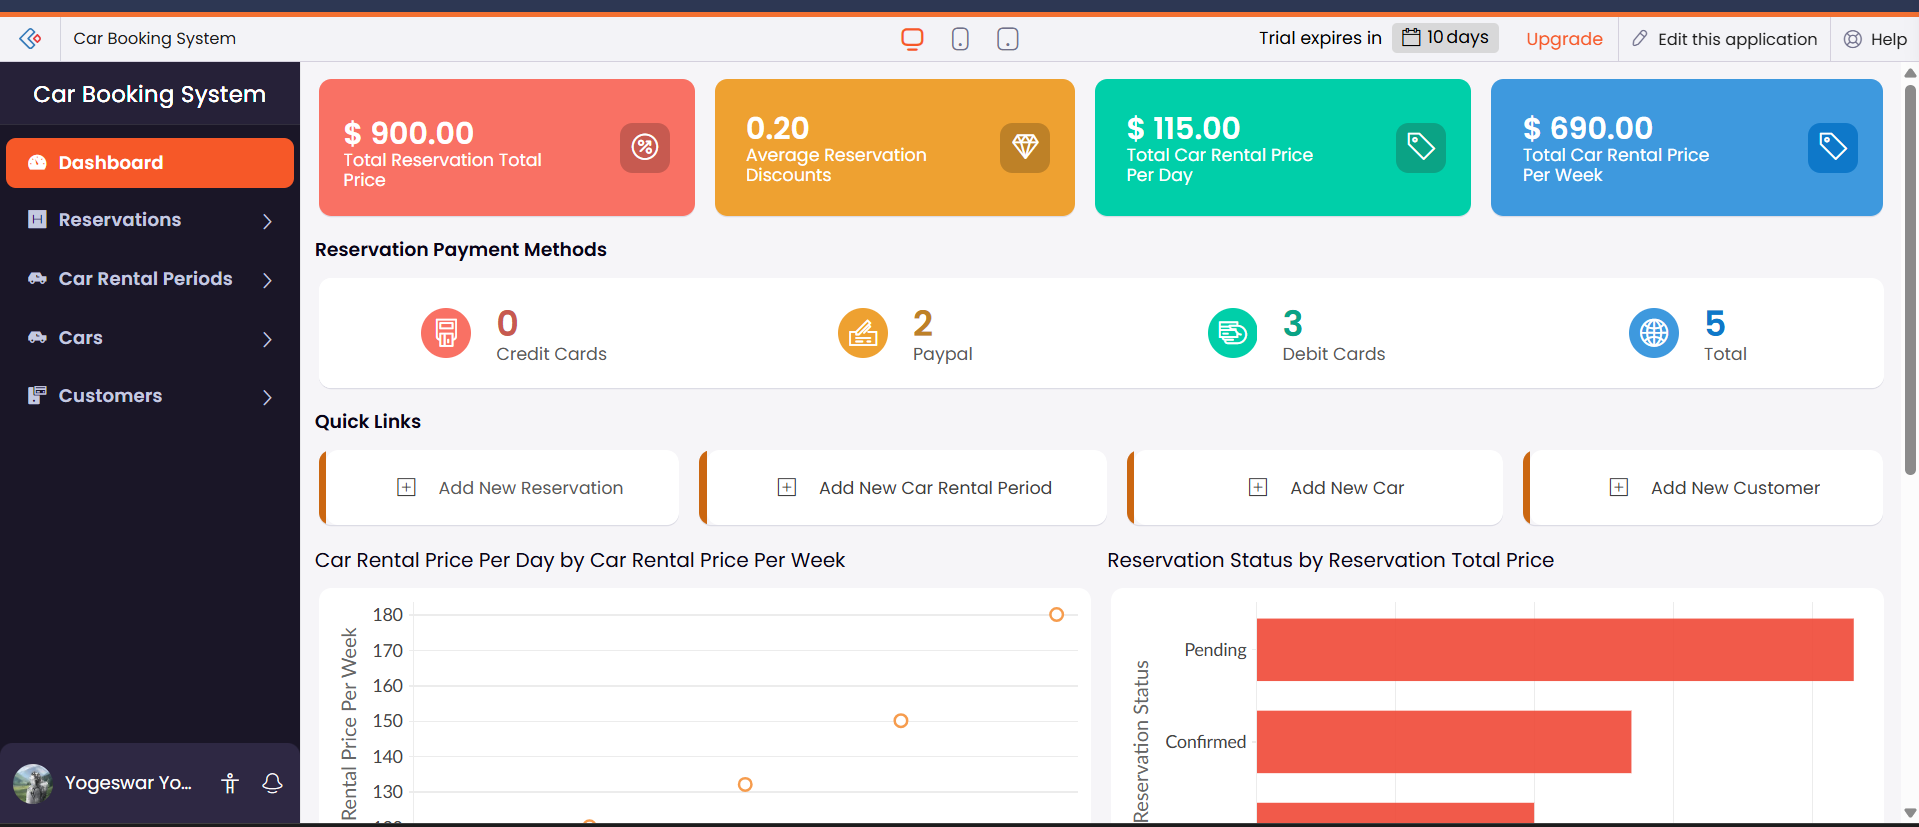 Car Booking System
Trial expires in 10 days
Upgrade
Edit this application
Help
Car Booking System
Dashboard
Reservations
Car Rental Periods
Cars
Customers
Yogeswar Yo...
$ 900.00
Total Reservation Total
Price
0.20
Average Reservation
Discounts
$ 115.00
Total Car Rental Price
Per Day
$ 690.00
Total Car Rental Price
Per Week
Reservation Payment Methods
0
Credit Cards
2
Paypal
3
Debit Cards
5
Total
Quick Links
Add New Reservation
Add New Car Rental Period
Add New Car
Add New Customer
Car Rental Price Per Day by Car Rental Price Per Week
Rental Price Per Week
180
170
160
150
140
130
Reservation Status by Reservation Total Price
Reservation Status
Pending
Confirmed